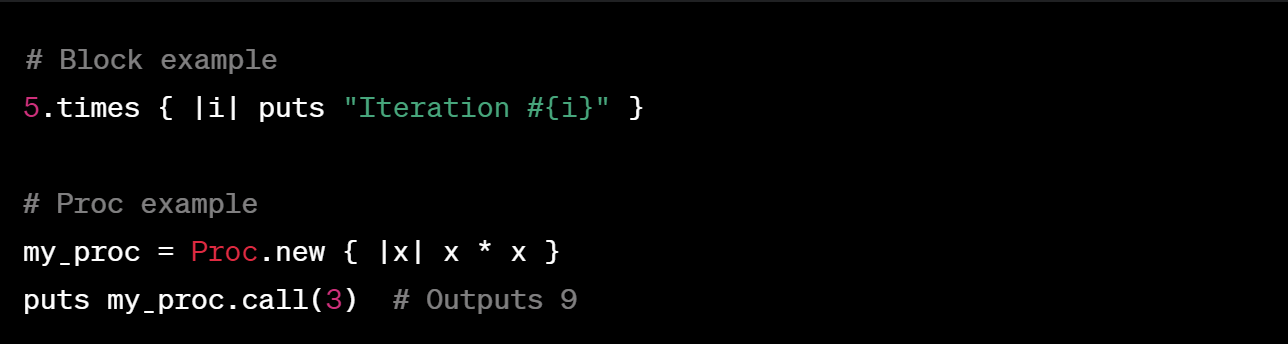 # Block example
5.times { |i| puts "Iteration #{i}" }
# Proc example
my_proc = Proc.new { |x| x * x }
puts my_proc.call(3)  # Outputs 9